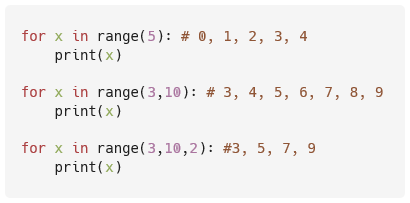 for x in range(5): # 0, 1, 2, 3, 4
    print(x)

for x in range(3,10): # 3, 4, 5, 6, 7, 8, 9
    print(x)

for x in range(3,10,2): #3, 5, 7, 9
    print(x)